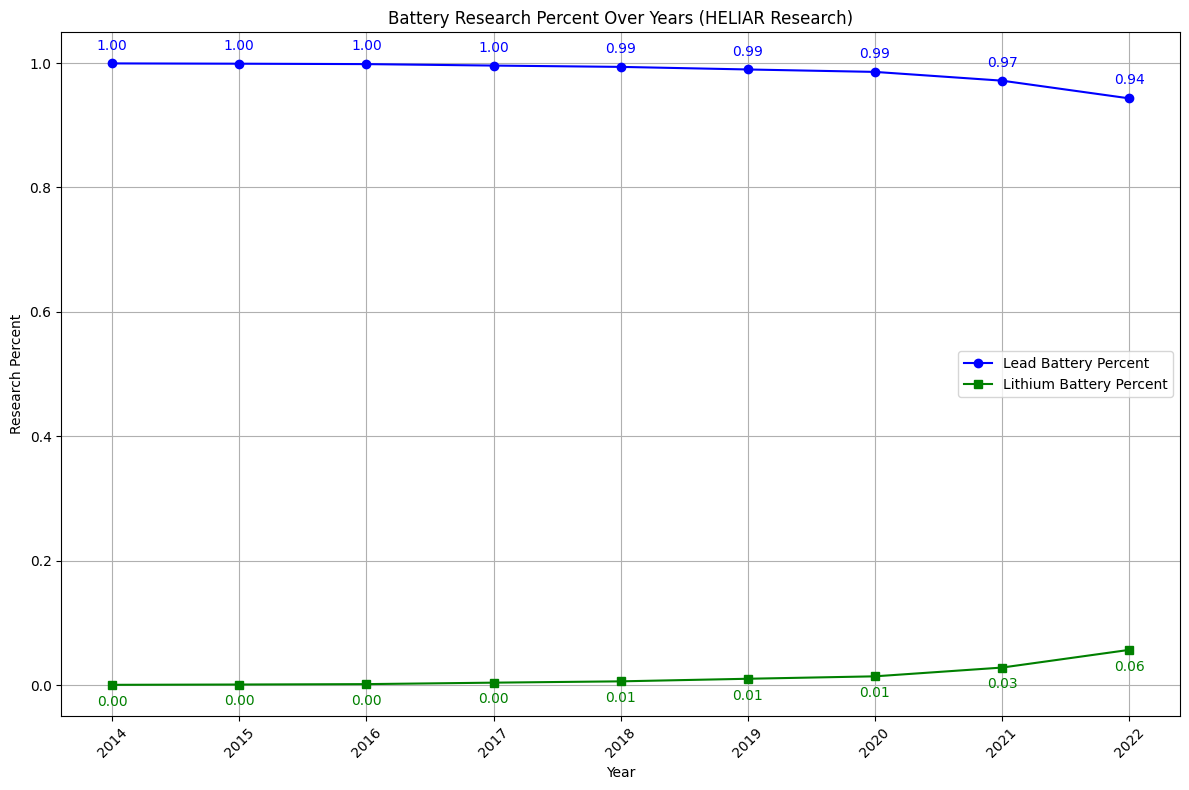 Battery Research Percent Over Years (HELIAR Research)
1.00 1.00 1.00 1.00 0.99 0.99 0.99 0.97 0.94
1.0
0.8
0.6
0.4
0.2
0.0
Research Percent
Lead Battery Percent
Lithium Battery Percent
0.00 0.00 0.00 0.00 0.01 0.01 0.01 0.03 0.06
2014 2015 2016 2017 2018 2019 2020 2021 2022
Year